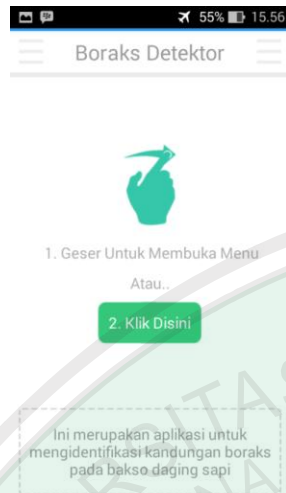 55% 15.56
Boraks Detektor
1. Geser Untuk Membuka Menu
Atau..
2. Klik Disini
Ini merupakan aplikasi untuk
mengidentifikasi kandungan boraks
pada bakso daging sapi